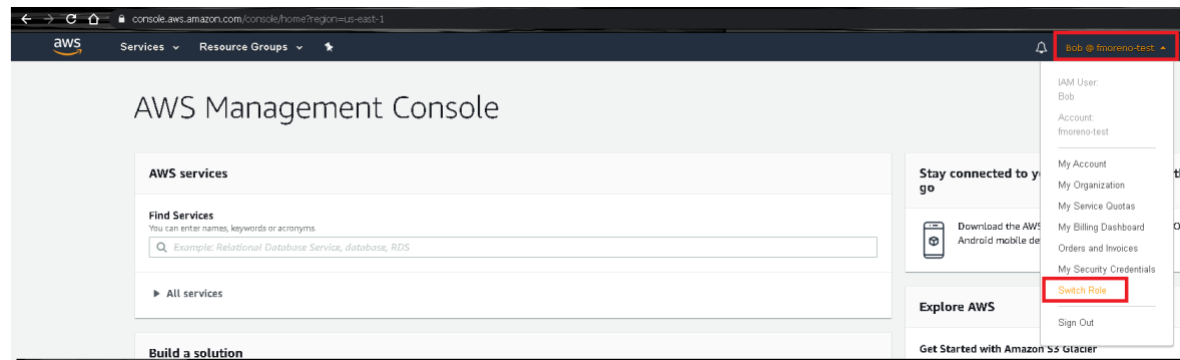 console.aws.amazon.com/console/home?region=us-east-1
aws Services Resource Groups Bob @ fmoreno-test
IAM User:
Bob
Account:
fmoreno-test
My Account
My Organization
My Service Quotas
My Billing Dashboard
Orders and Invoices
My Security Credentials
Switch Role
Sign Out
AWS Management Console
AWS services
Find Services
You can enter names, keywords or acronyms.
Example: Relational Database Service, database, RDS
All services
Build a solution
Stay connected to y
go
Download the AWS
Android mobile de
Explore AWS
Get Started with Amazon S3 Glacier